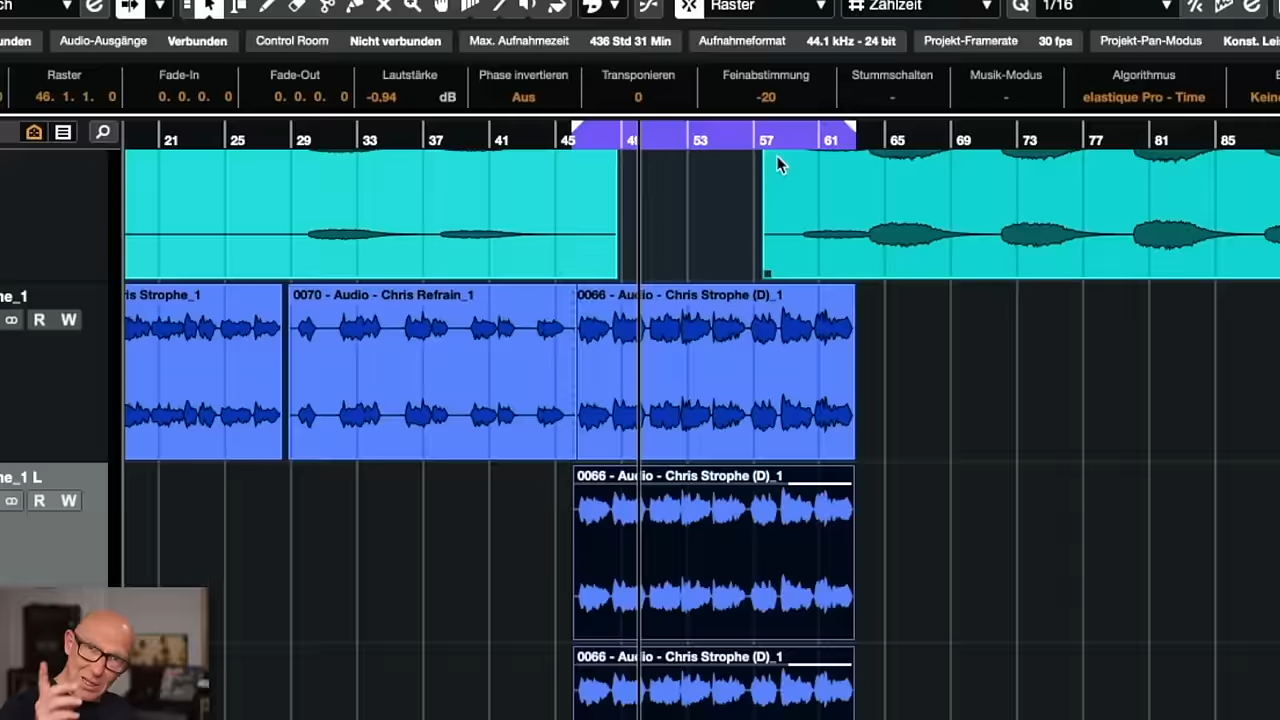 ch Raster Zählzeit 1/16
unden Audio-Ausgänge Verbunden Control Room Nicht verbunden Max. Aufnahmezeit 436 Std 31 Min Aufnahmeformat 44.1 kHz - 24 bit Projekt-Framerate 30 fps Projekt-Pan-Modus Konst. Leis
Raster Fade-In Fade-Out Lautstärke Phase invertieren Transponieren Feinabstimmung Stummschalten Musik-Modus Algorithmus
46. 1. 1. 0 0. 0. 0. 0 0. 0. 0. 0 -0.94 dB Aus 0 -20 - - elastique Pro - Time Keine
21 25 29 33 37 41 45 53 57 61 65 69 73 77 81 85
ne_1 is Strophe_1 0070 - Audio - Chris Refrain_1 0066 - Audio - Chris Strophe (D)_1
R W
ne_1 L 0066 - Audio - Chris Strophe (D)_1
R W
0066 - Audio - Chris Strophe (D)_1